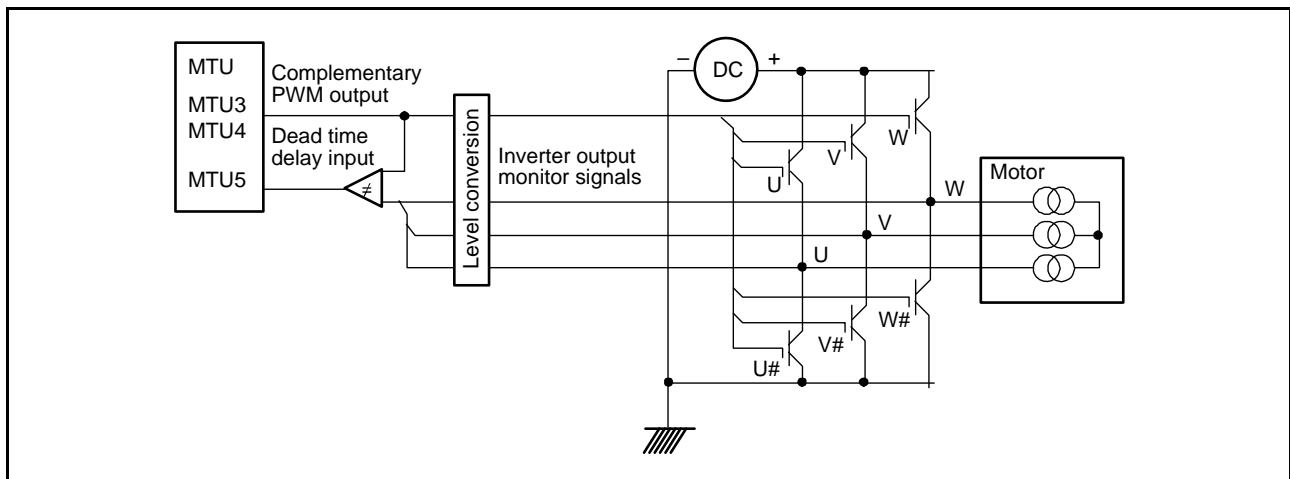 MTU
MTU3
MTU4
MTU5
Complementary
PWM output
Dead time
delay input
≠
Level conversion
Inverter output
monitor signals
– DC +
W
V
U
W
V
U
W#
V#
U#
Motor